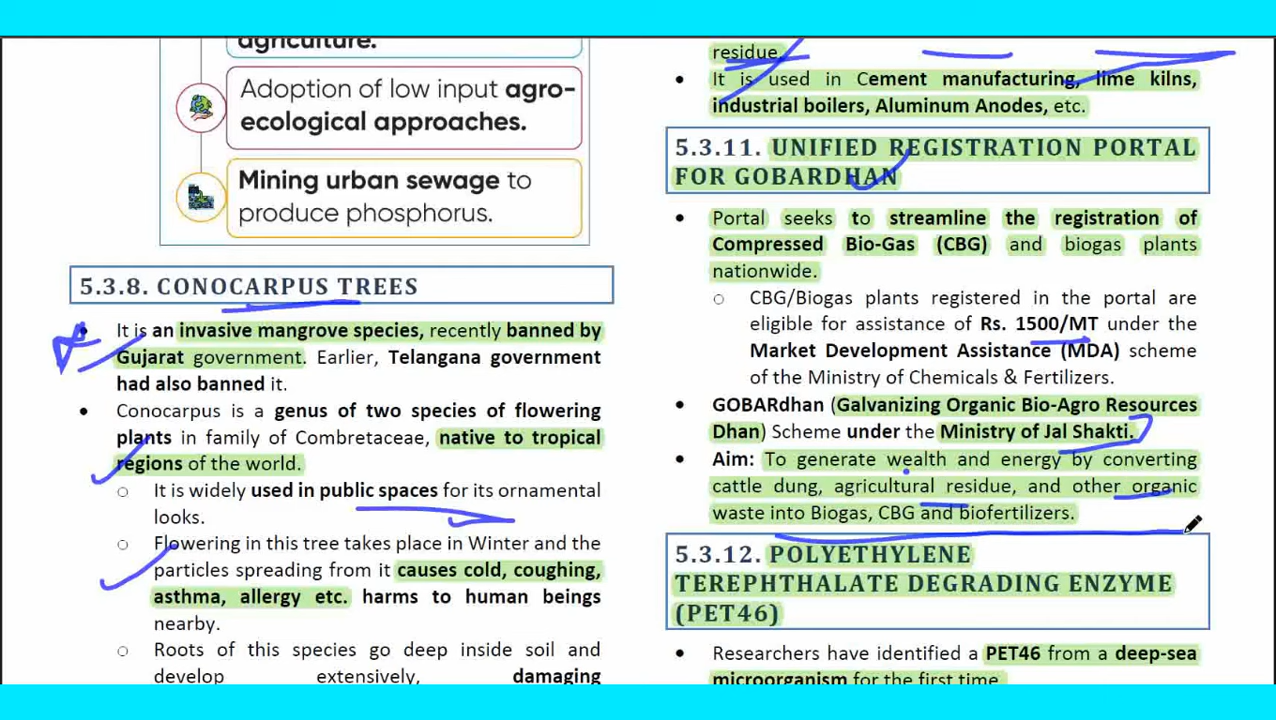 agriculture.
Adoption of low input agro-
ecological approaches.
Mining urban sewage to
produce phosphorus.
5.3.8. CONOCARPUS TREES
• It is an invasive mangrove species, recently banned by
Gujarat government. Earlier, Telangana government
had also banned it.
• Conocarpus is a genus of two species of flowering
plants in family of Combretaceae, native to tropical
regions of the world.
○ It is widely used in public spaces for its ornamental
looks.
○ Flowering in this tree takes place in Winter and the
particles spreading from it causes cold, coughing,
asthma, allergy etc. harms to human beings
nearby.
○ Roots of this species go deep inside soil and
develop extensively, damaging
residue.
• It is used in Cement manufacturing, lime kilns,
industrial boilers, Aluminum Anodes, etc.
5.3.11. UNIFIED REGISTRATION PORTAL
FOR GOBARDHAN
• Portal seeks to streamline the registration of
Compressed Bio-Gas (CBG) and biogas plants
nationwide.
○ CBG/Biogas plants registered in the portal are
eligible for assistance of Rs. 1500/MT under the
Market Development Assistance (MDA) scheme
of the Ministry of Chemicals & Fertilizers.
• GOBARdhan (Galvanizing Organic Bio-Agro Resources
Dhan) Scheme under the Ministry of Jal Shakti.
• Aim: To generate wealth and energy by converting
cattle dung, agricultural residue, and other organic
waste into Biogas, CBG and biofertilizers.
5.3.12. POLYETHYLENE
TEREPHTHALATE DEGRADING ENZYME
(PET46)
• Researchers have identified a PET46 from a deep-sea
microorganism for the first time.